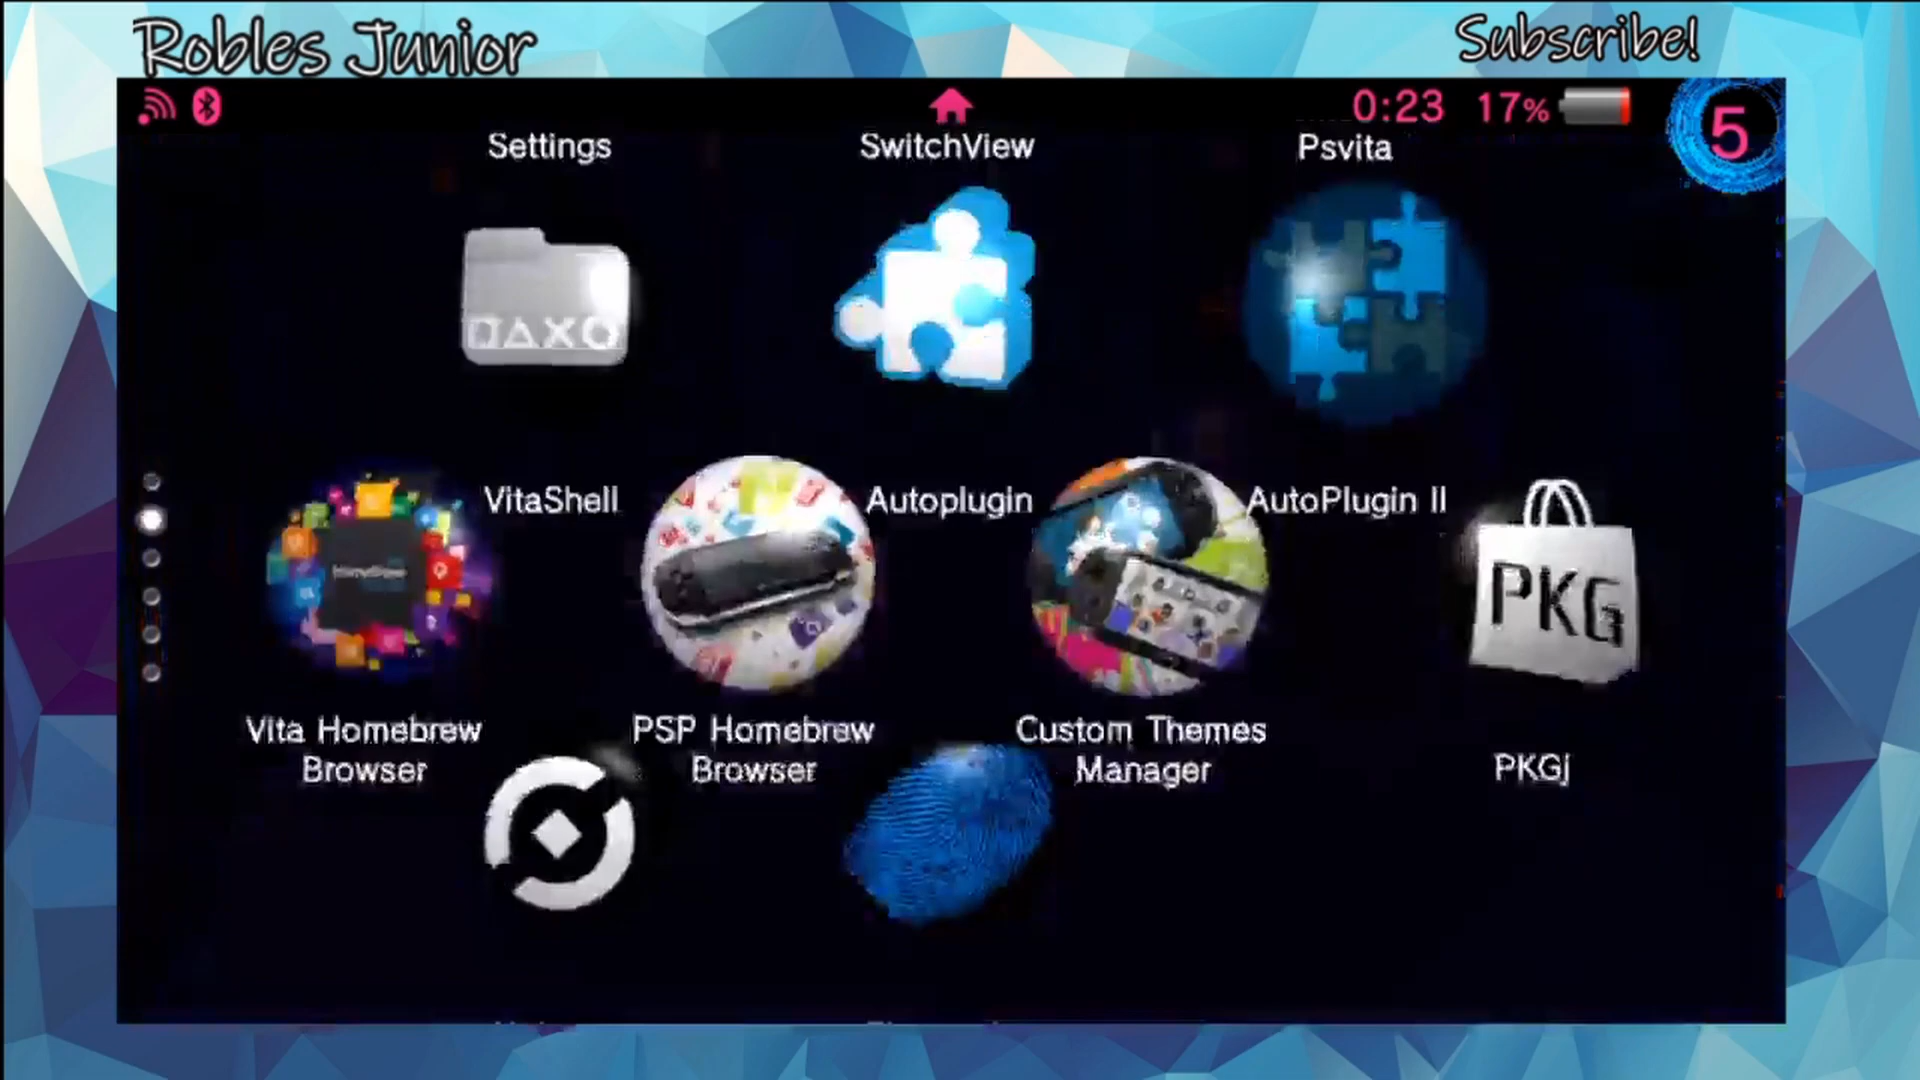 Robles Junior
Subscribe!
0:23 17%
5
Settings
SwitchView
Psvita
VitaShell
Autoplugin
AutoPlugin II
PKG
Vita Homebrew
Browser
PSP Homebrew
Browser
Custom Themes
Manager
PKGj